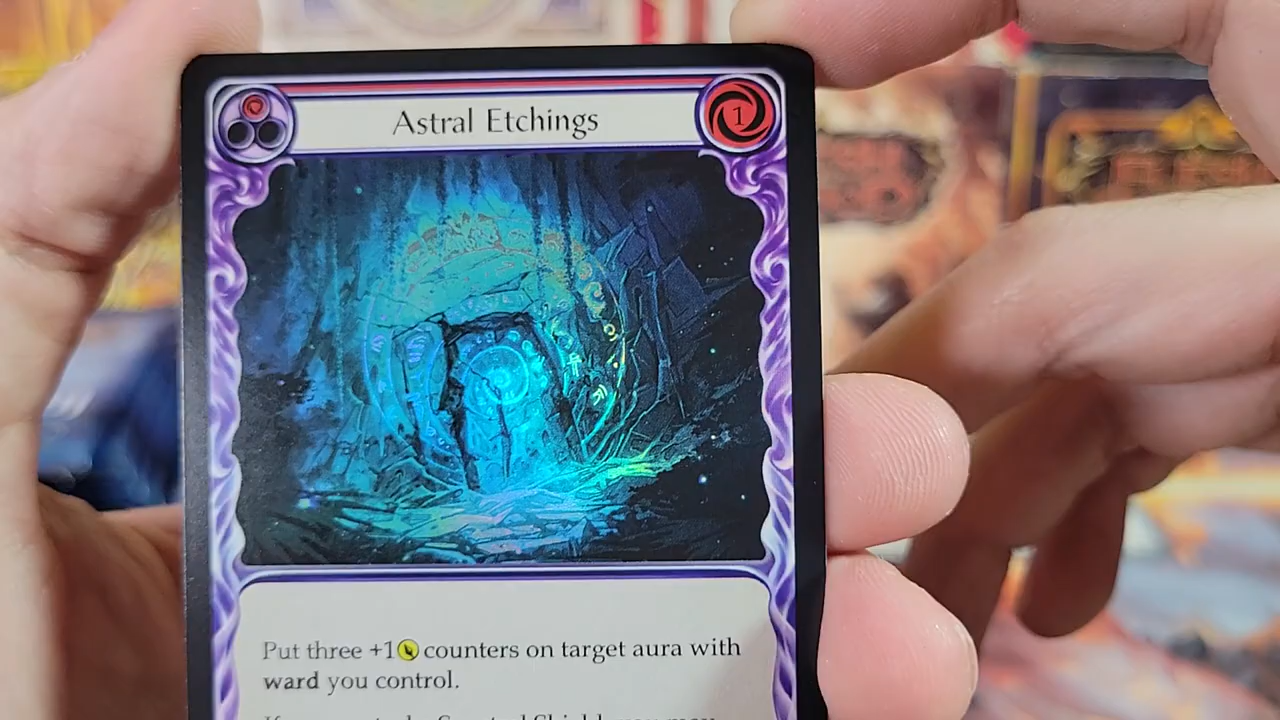 Astral Etchings
1
Put three +1 counters on target aura with
ward you control.